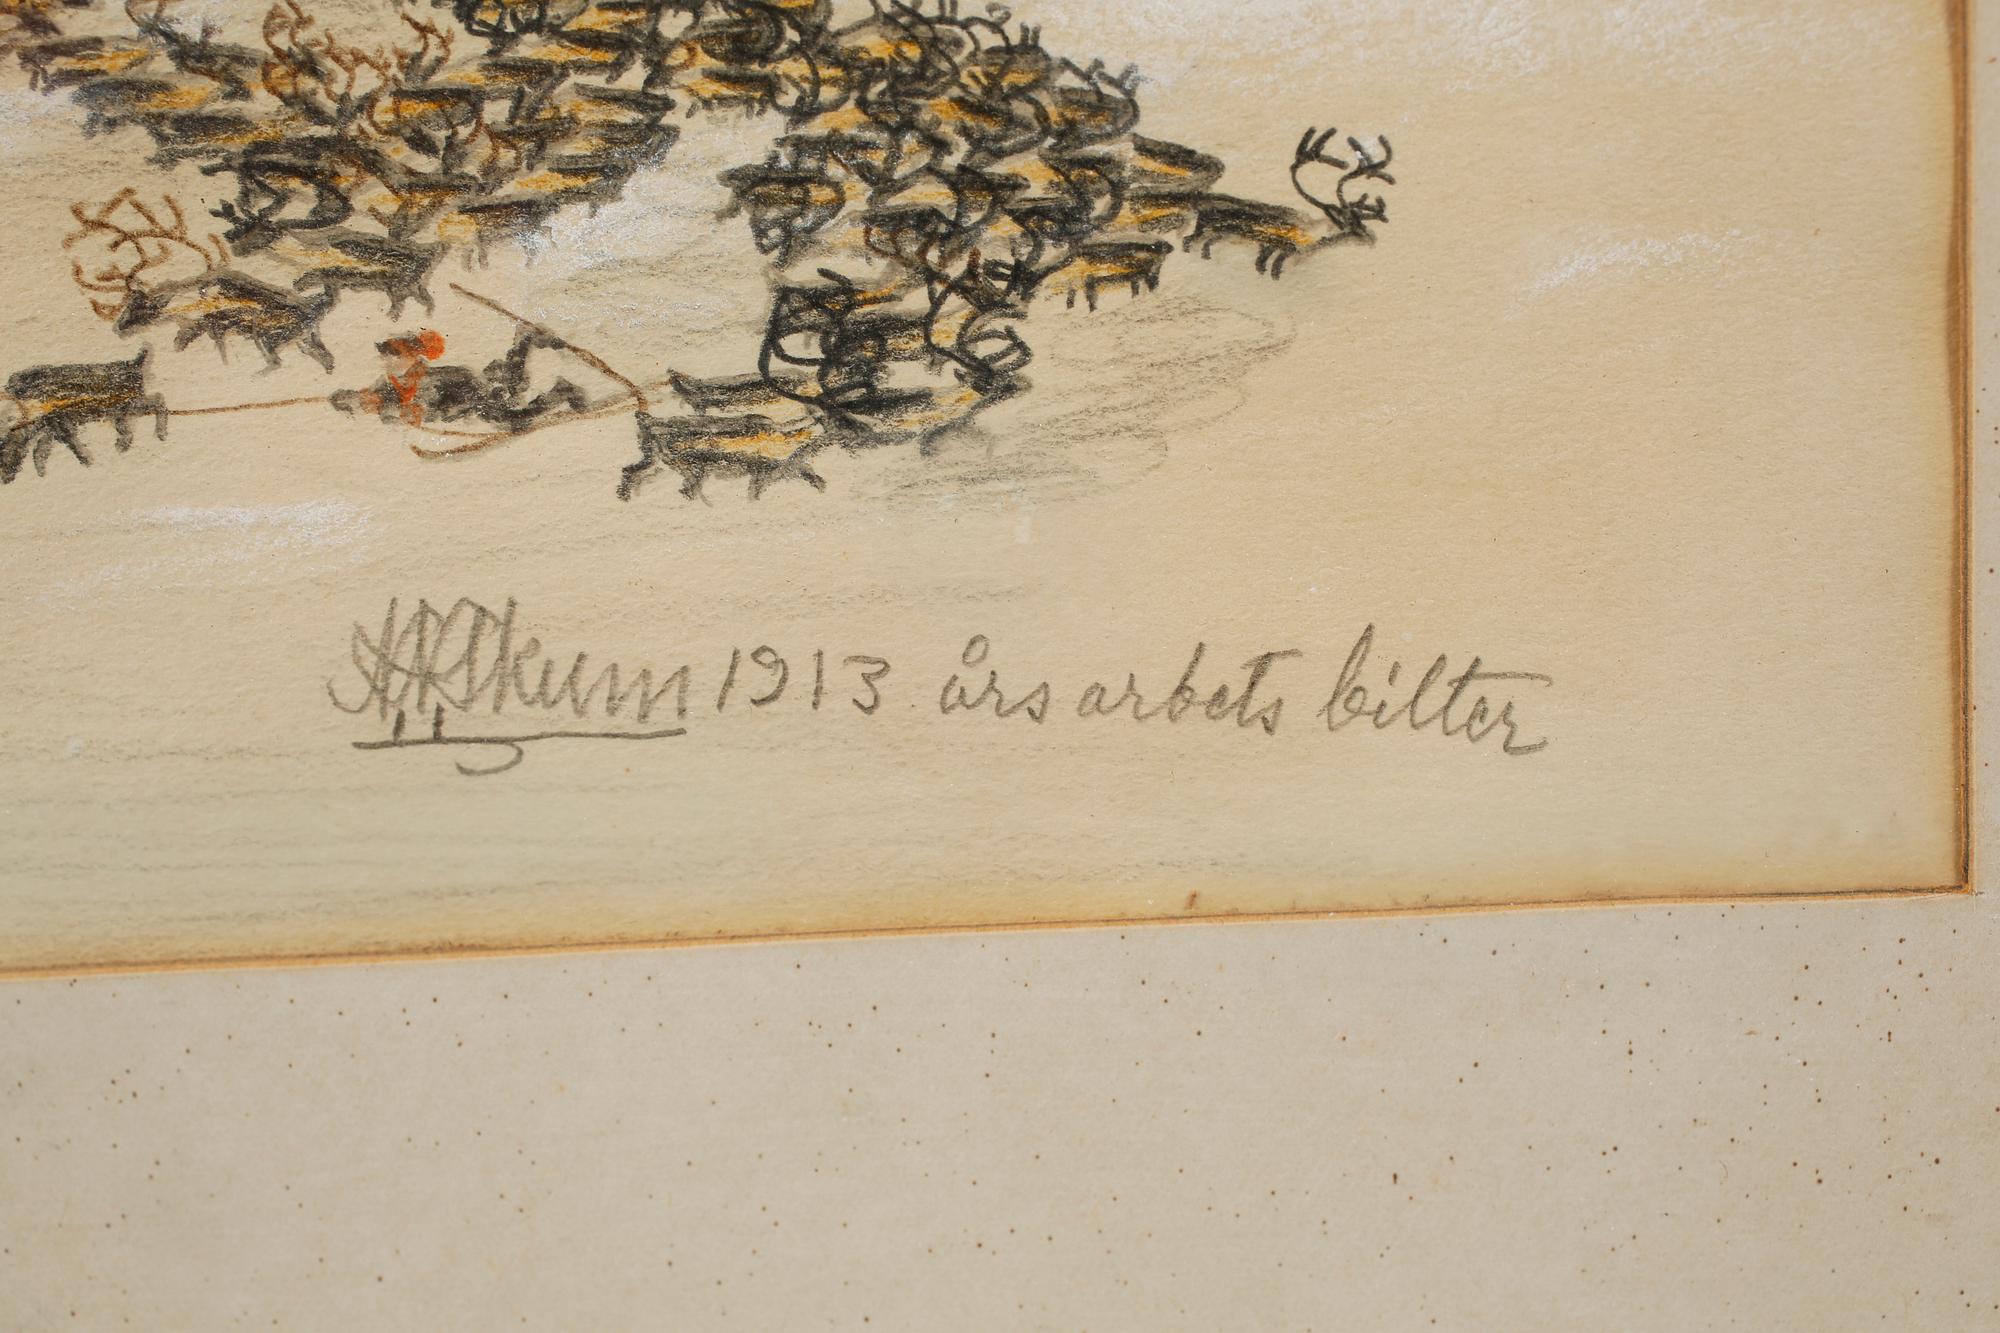 NNSkum 1913 års arbets bilter